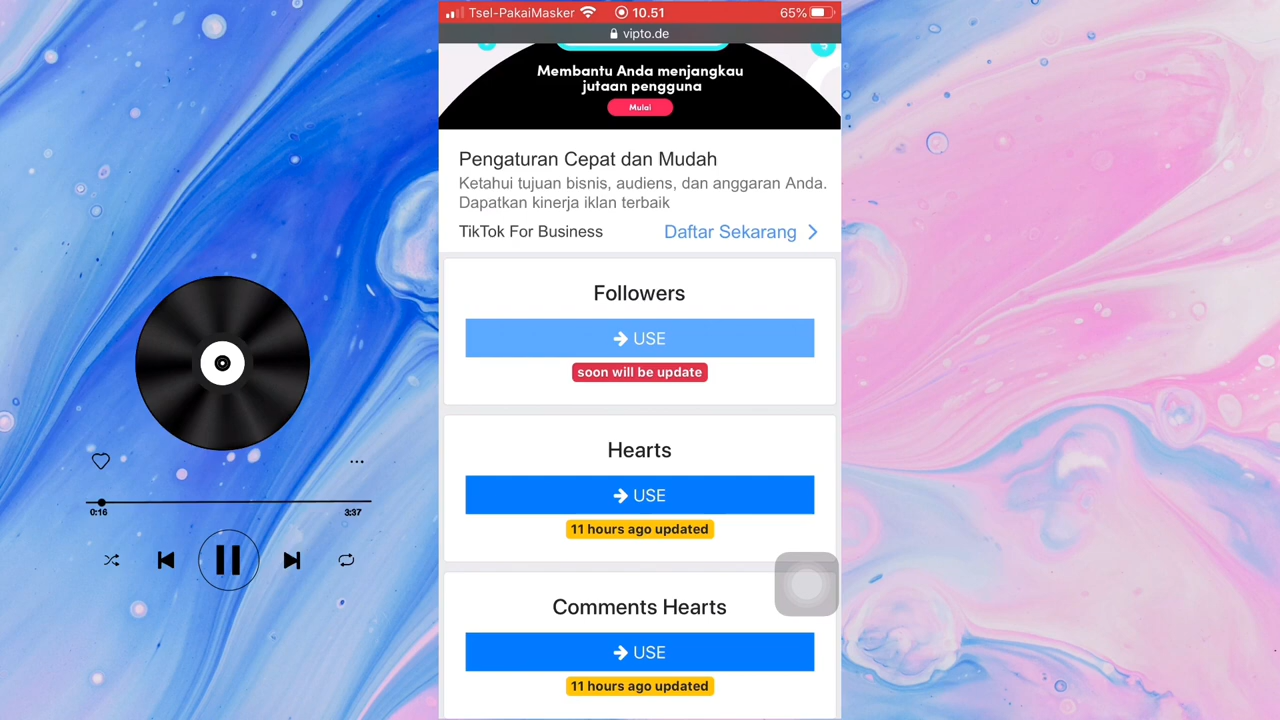 Tsel-PakaiMasker
10.51
65%
vipto.de
Membantu Anda menjangkau
jutaan pengguna
Mulai
Pengaturan Cepat dan Mudah
Ketahui tujuan bisnis, audiens, dan anggaran Anda.
Dapatkan kinerja iklan terbaik
TikTok For Business
Daftar Sekarang
Followers
USE
soon will be update
Hearts
USE
11 hours ago updated
Comments Hearts
USE
11 hours ago updated
0:16
3:37